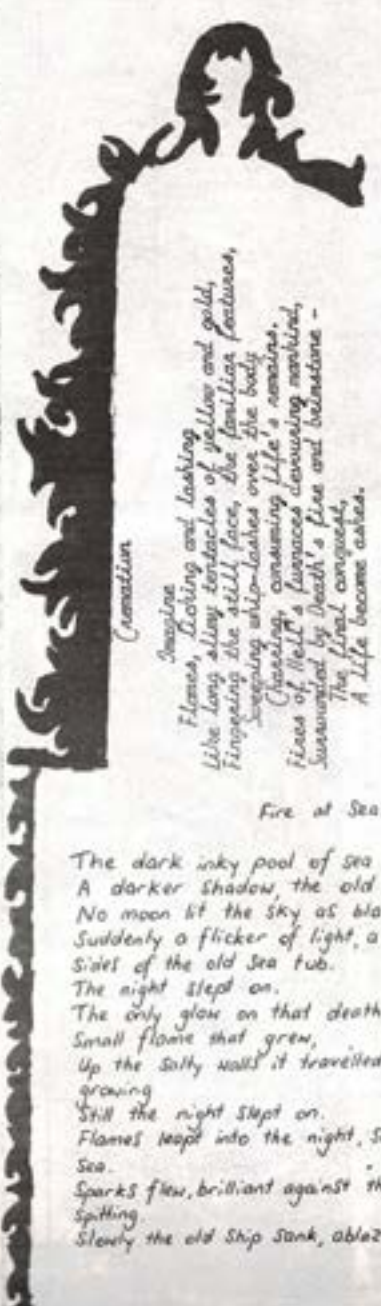 Cremation
Imagine
Flames, licking and lashing
Like long slimy tentacles of yellow and gold,
Fingering the still face, the familiar features,
Sweeping whip-lashes over the body
Charring, consuming Life's remains.
Fires of Hell's furnaces devouring mankind,
Surrounded by Death's fire and brimstone -
The final conquest,
A life become ashes.
Fire at Sea
The dark inky pool of sea
A darker shadow, the old
No moon lit the sky as bla
Suddenly a flicker of light, a
sides of the old sea tub.
The night slept on.
The only glow on that death
Small flame that grew,
Up the salty walls it travelled
growing
Still the night slept on.
Flames leapt into the night, s
Sea.
Sparks flew, brilliant against th
spitting.
Slowly the old ship sank, ablaz